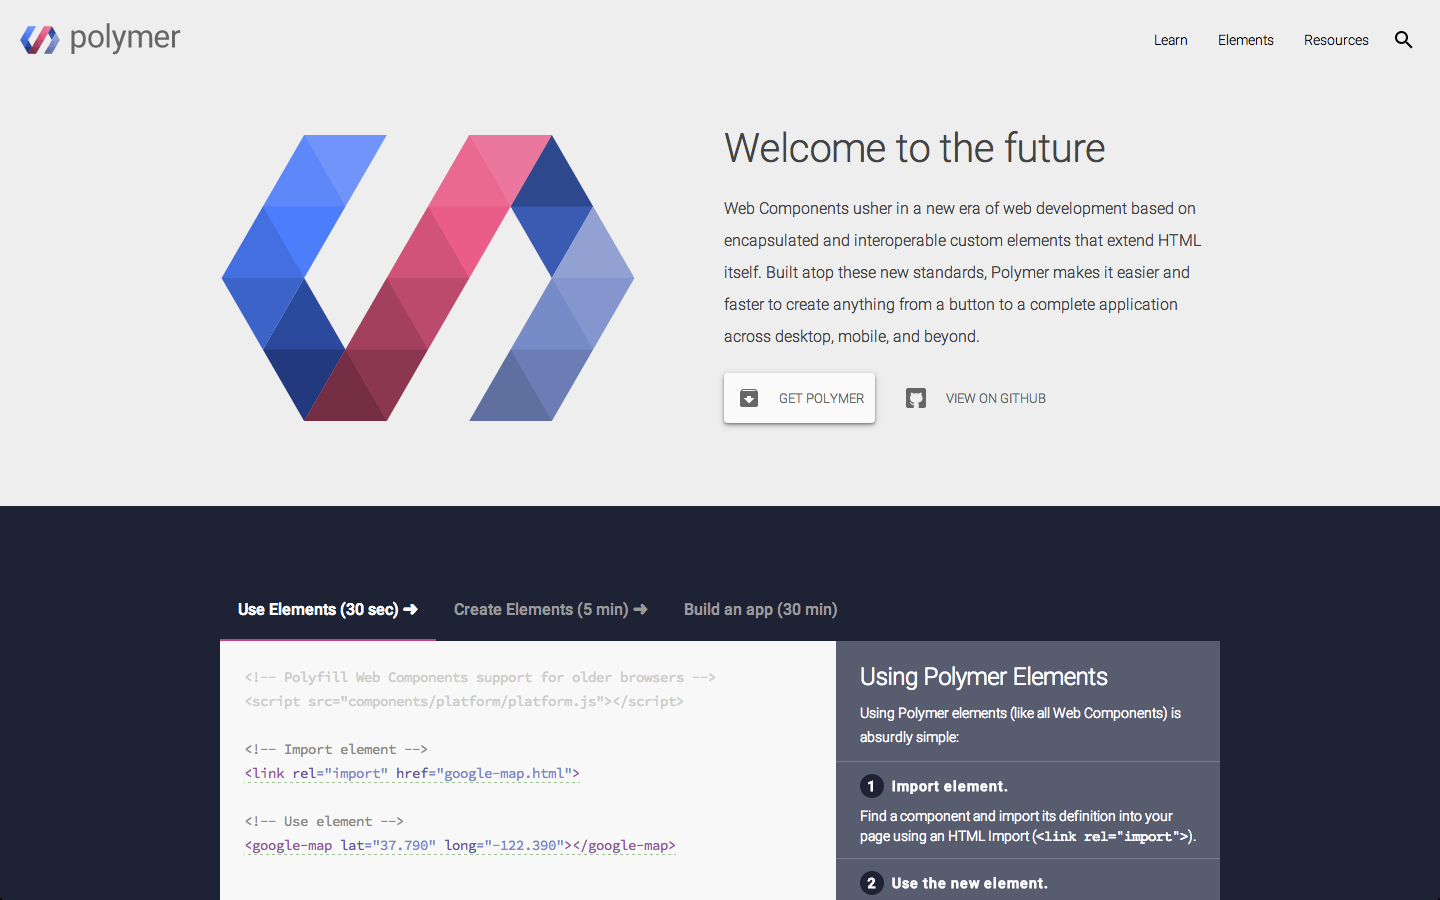 polymer
Learn Elements Resources
Welcome to the future
Web Components usher in a new era of web development based on
encapsulated and interoperable custom elements that extend HTML
itself. Built atop these new standards, Polymer makes it easier and
faster to create anything from a button to a complete application
across desktop, mobile, and beyond.
GET POLYMER VIEW ON GITHUB
Use Elements (30 sec) ➜ Create Elements (5 min) ➜ Build an app (30 min)
<!-- Polyfill Web Components support for older browsers -->
<script src="components/platform/platform.js"></script>
<!-- Import element -->
<link rel="import" href="google-map.html">
<!-- Use element -->
<google-map lat="37.790" long="-122.390"></google-map>
Using Polymer Elements
Using Polymer elements (like all Web Components) is
absurdly simple:
1 Import element.
Find a component and import its definition into your
page using an HTML Import (<link rel="import">).
2 Use the new element.